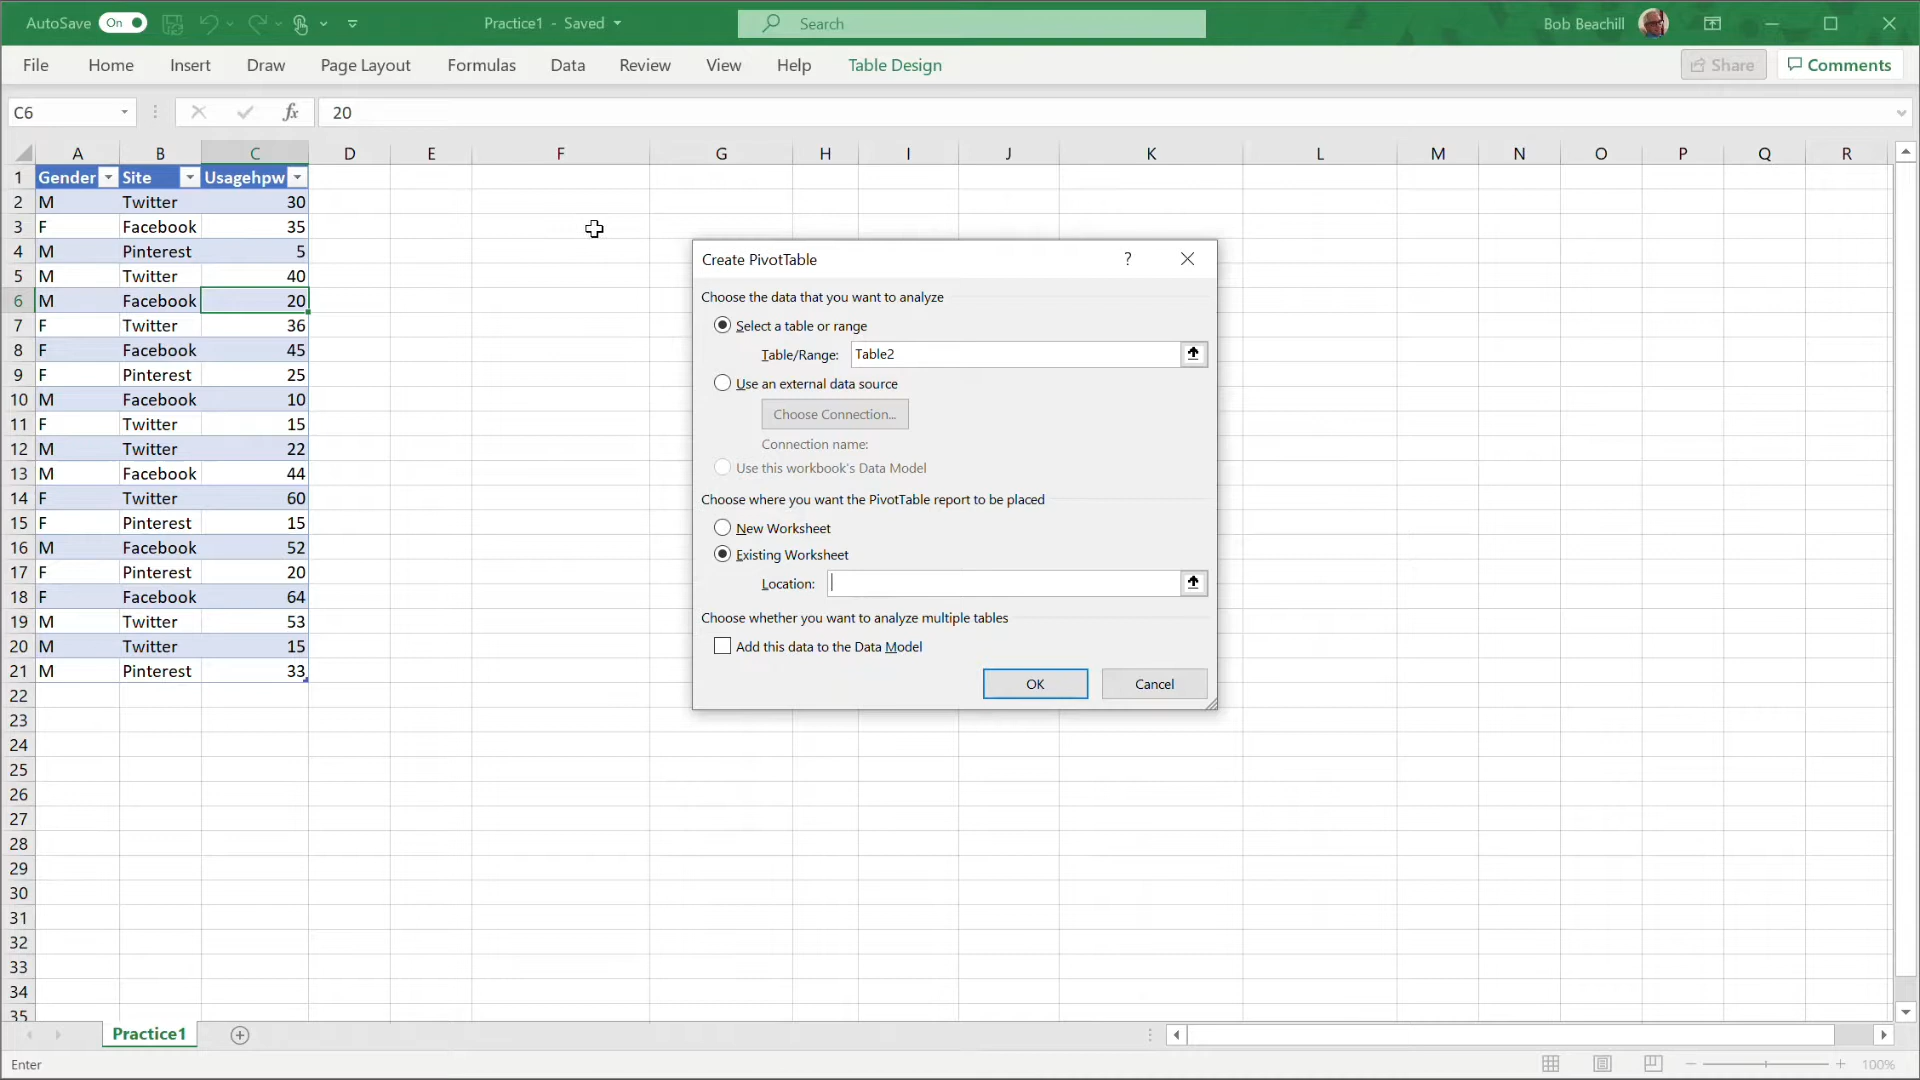 AutoSave On Practice1 - Saved Search Bob Beachill
File Home Insert Draw Page Layout Formulas Data Review View Help Table Design Share Comments
C6 fx 20
A B C D E F G H I J K L M N O P Q R
1 Gender Site Usagehpw
2 M Twitter 30
3 F Facebook 35
4 M Pinterest 5
5 M Twitter 40
6 M Facebook 20
7 F Twitter 36
8 F Facebook 45
9 F Pinterest 25
10 M Facebook 10
11 F Twitter 15
12 M Twitter 22
13 M Facebook 44
14 F Twitter 60
15 F Pinterest 15
16 M Facebook 52
17 F Pinterest 20
18 F Facebook 64
19 M Twitter 53
20 M Twitter 15
21 M Pinterest 33
22
23
24
25
26
27
28
29
30
31
32
33
34
35
Create PivotTable ?
Choose the data that you want to analyze
Select a table or range
Table/Range: Table2
Use an external data source
Choose Connection...
Connection name:
Use this workbook's Data Model
Choose where you want the PivotTable report to be placed
New Worksheet
Existing Worksheet
Location:
Choose whether you want to analyze multiple tables
Add this data to the Data Model
OK Cancel
Practice1
Enter 100%